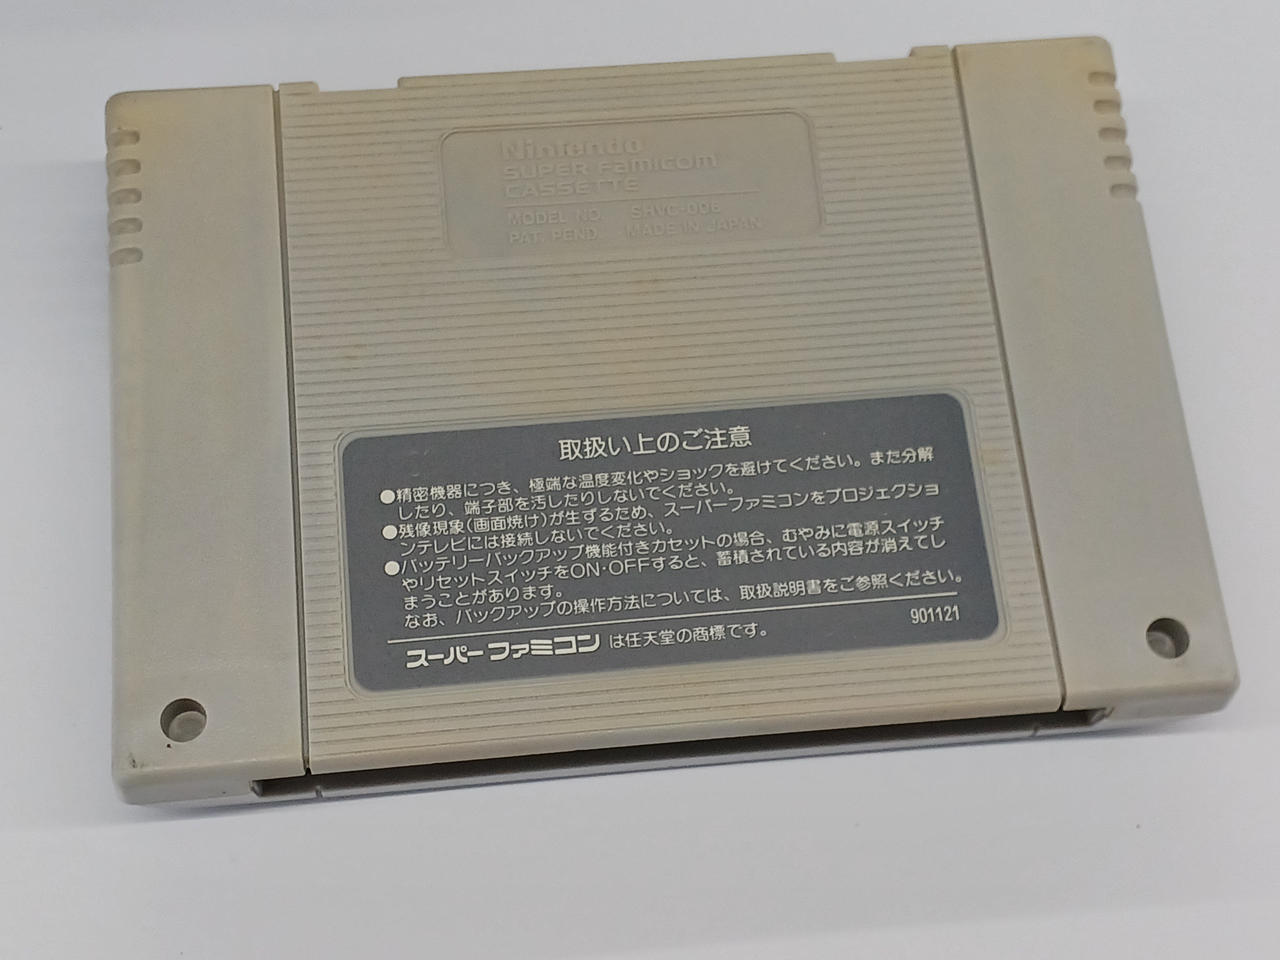 Nintendo
SUPER Famicom
CASSETTE
MODEL NO. SHVC-006
PAT. PEND. MADE IN JAPAN
取扱い上のご注意
●精密機器につき、極端な温度変化やショックを避けてください。また分解
したり、端子部を汚したりしないでください。
●残像現象(画面焼け)が生ずるため、スーパーファミコンをプロジェクショ
ンテレビには接続しないでください。
●バッテリーバックアップ機能付きカセットの場合、むやみに電源スイッチ
やリセットスイッチをON・OFFすると、蓄積されている内容が消えてし
まうことがあります。
なお、バックアップの操作方法については、取扱説明書をご参照ください。
901121
スーパーファミコン は任天堂の商標です。